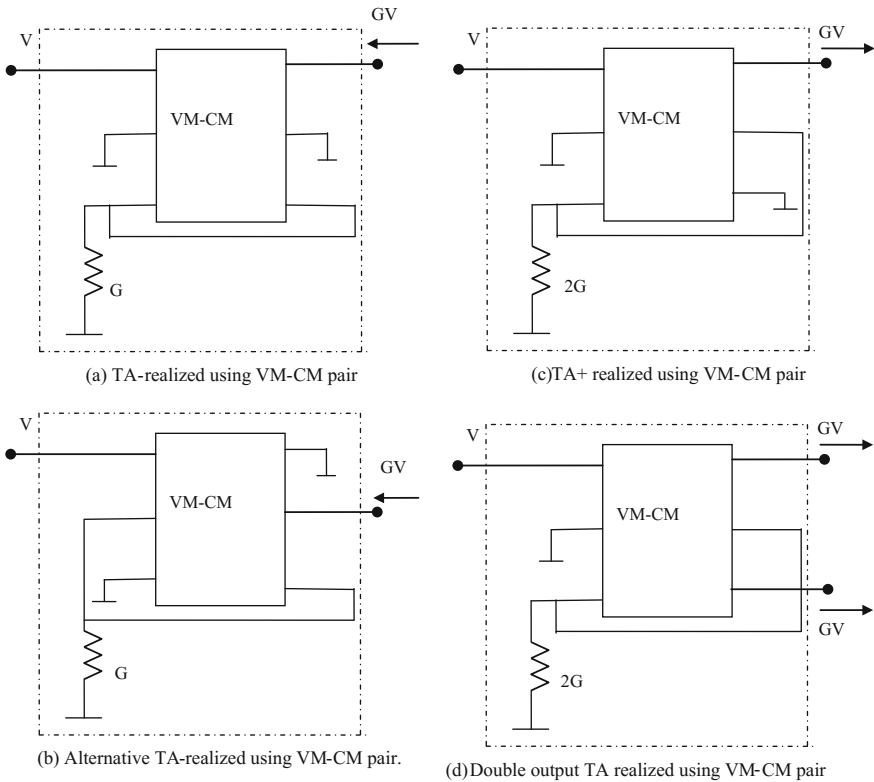 V
GV
VM-CM
G
(a) TA-realized using VM-CM pair
V
GV
VM-CM
2G
(c)TA+ realized using VM-CM pair
V
GV
VM-CM
G
(b) Alternative TA-realized using VM-CM pair.
V
GV
VM-CM
GV
2G
(d)Double output TA realized using VM-CM pair